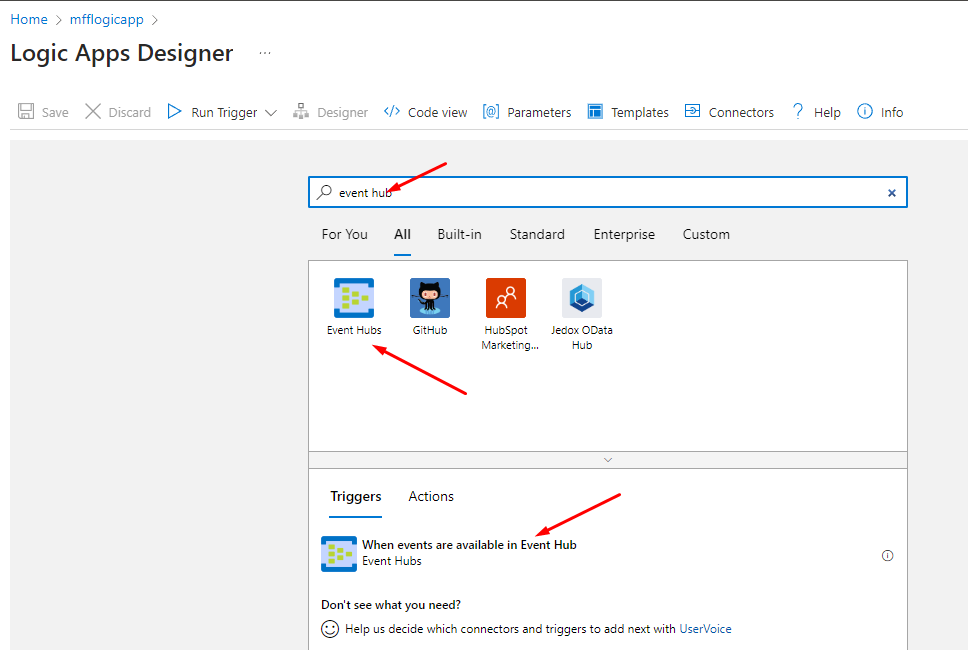 Home > mfflogicapp >
Logic Apps Designer ...
Save Discard Run Trigger Designer Code view Parameters Templates Connectors Help Info
event hub
For You All Built-in Standard Enterprise Custom
Event Hubs GitHub HubSpot Jedox OData
Marketing... Hub
Triggers Actions
When events are available in Event Hub
Event Hubs
Don't see what you need?
Help us decide which connectors and triggers to add next with UserVoice